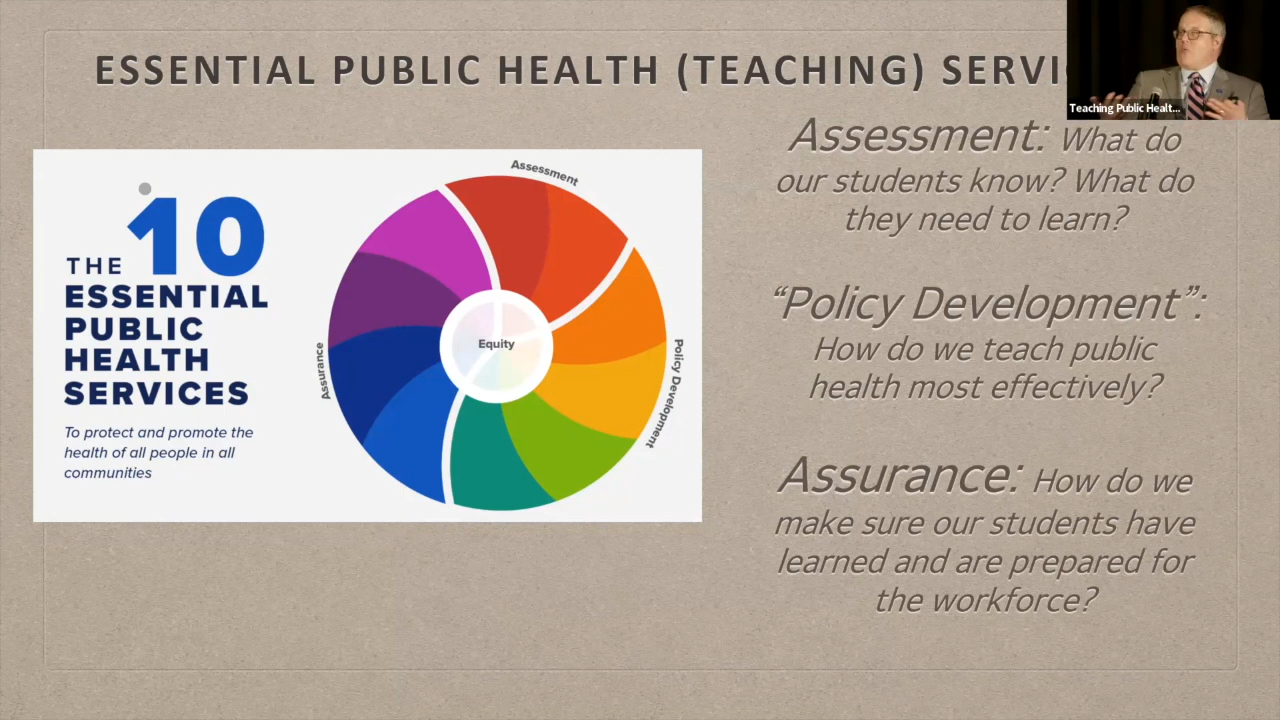 ESSENTIAL PUBLIC HEALTH (TEACHING)
Teaching Public Healt...
THE 10
ESSENTIAL
PUBLIC
HEALTH
SERVICES
To protect and promote the
health of all people in all
communities
Assessment
Policy Development
Assurance
Equity
Assessment: What do
our students know? What do
they need to learn?
“Policy Development”:
How do we teach public
health most effectively?
Assurance: How do we
make sure our students have
learned and are prepared for
the workforce?